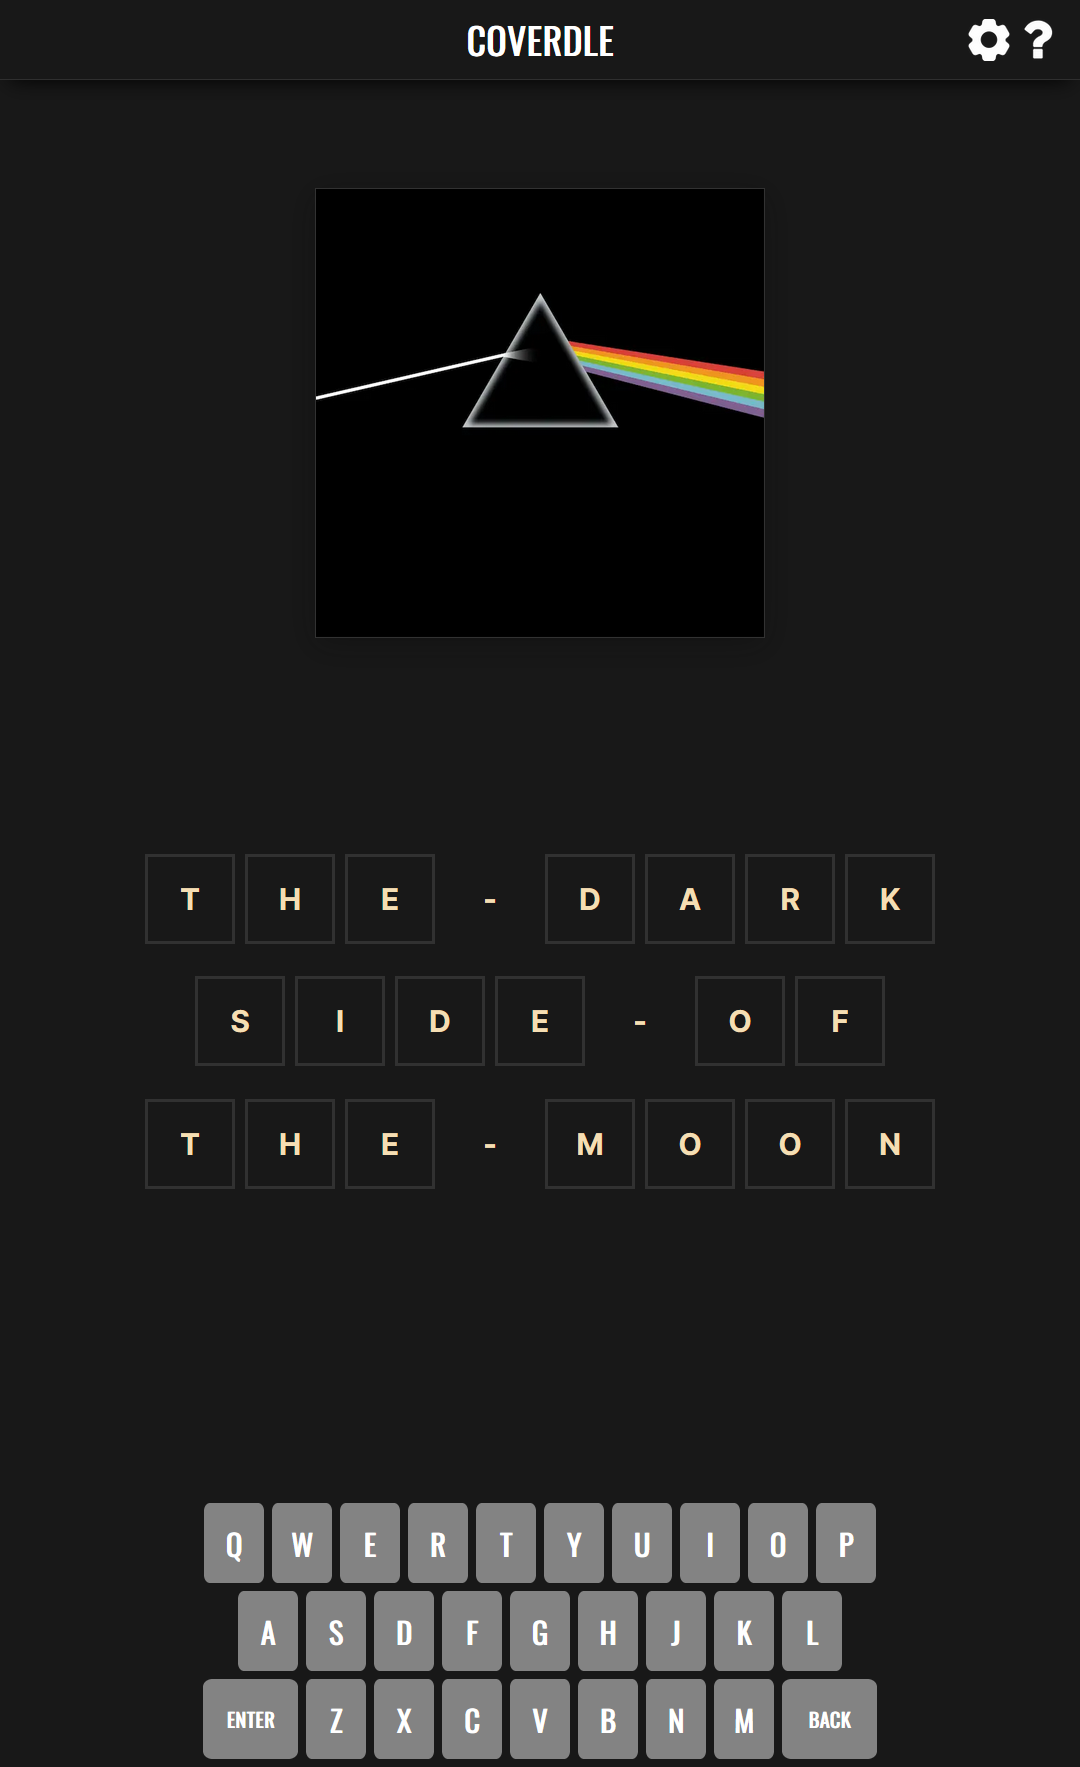 COVERDLE ?
T H E - D A R K
S I D E - O F
T H E - M O O N
Q W E R T Y U I O P
A S D F G H J K L
ENTER Z X C V B N M BACK